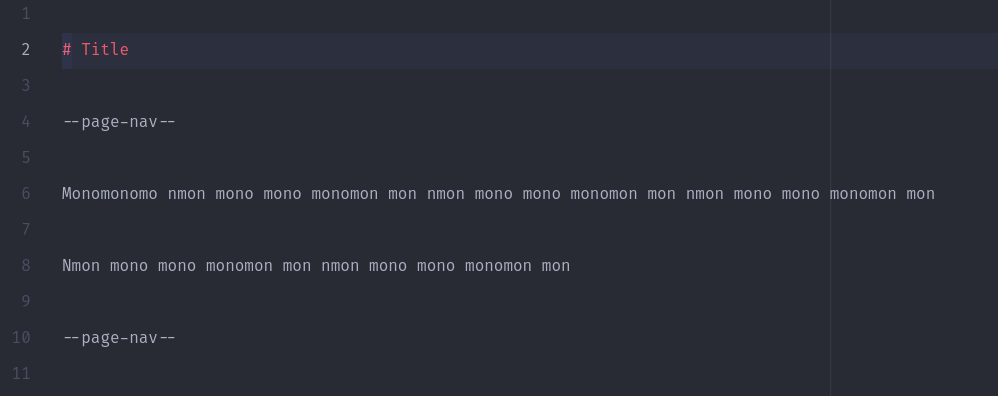 1
2 # Title
3
4 --page-nav--
5
6 Monomonomo nmon mono mono monomon mon nmon mono mono monomon mon nmon mono mono monomon mon
7
8 Nmon mono mono monomon mon nmon mono mono monomon mon
9
10 --page-nav--
11